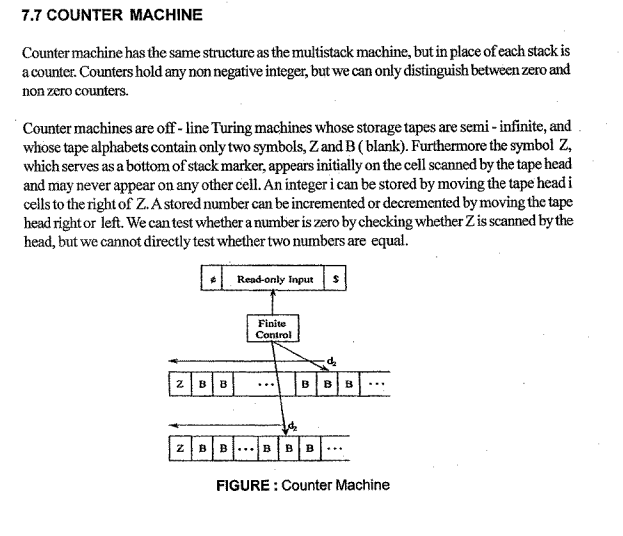 7.7 COUNTER MACHINE
Counter machine has the same structure as the multistack machine, but in place of each stack is
a counter. Counters hold any non negative integer, but we can only distinguish between zero and
non zero counters.
Counter machines are off - line Turing machines whose storage tapes are semi - infinite, and
whose tape alphabets contain only two symbols, Z and B ( blank). Furthermore the symbol Z,
which serves as a bottom of stack marker, appears initially on the cell scanned by the tape head
and may never appear on any other cell. An integer i can be stored by moving the tape head i
cells to the right of Z. A stored number can be incremented or decremented by moving the tape
head right or left. We can test whether a number is zero by checking whether Z is scanned by the
head, but we cannot directly test whether two numbers are equal.
¢ Read-only Input $
Finite
Control
d₂
Z B B ... B B B ...
d₂
Z B B ... B B B ...
FIGURE : Counter Machine